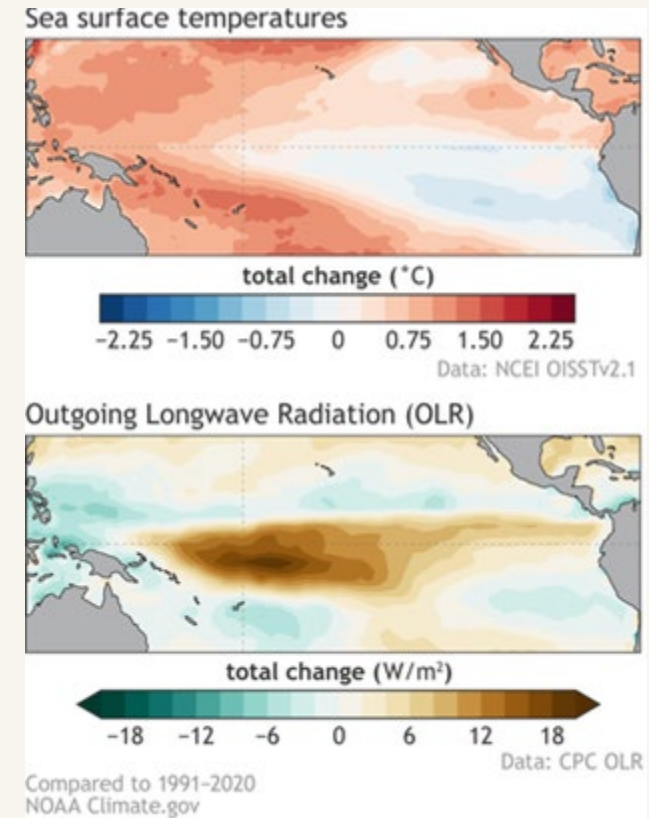 Sea surface temperatures
total change (°C)
−2.25 −1.50 −0.75 0 0.75 1.50 2.25
Data: NCEI OISSTv2.1
Outgoing Longwave Radiation (OLR)
total change (W/m²)
−18 −12 −6 0 6 12 18
Data: CPC OLR
Compared to 1991–2020
NOAA Climate.gov